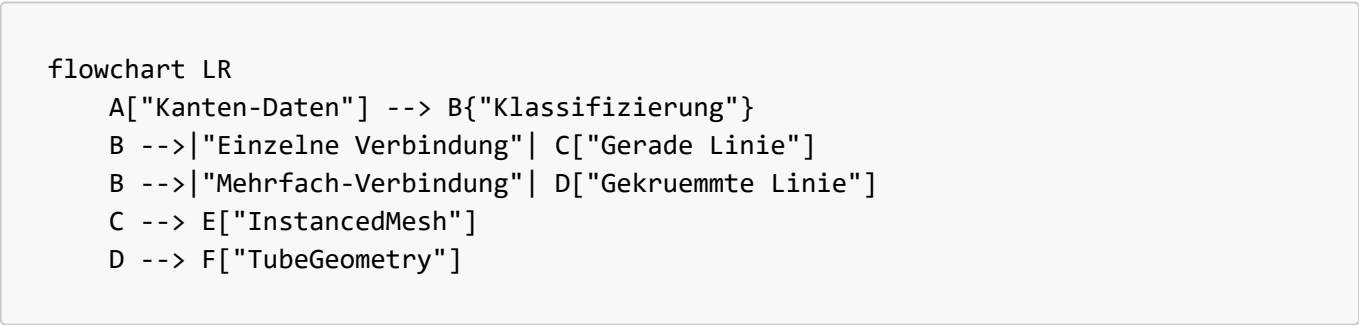 flowchart LR
    A["Kanten-Daten"] --> B{"Klassifizierung"}
    B -->|"Einzelne Verbindung"| C["Gerade Linie"]
    B -->|"Mehrfach-Verbindung"| D["Gekruemmte Linie"]
    C --> E["InstancedMesh"]
    D --> F["TubeGeometry"]